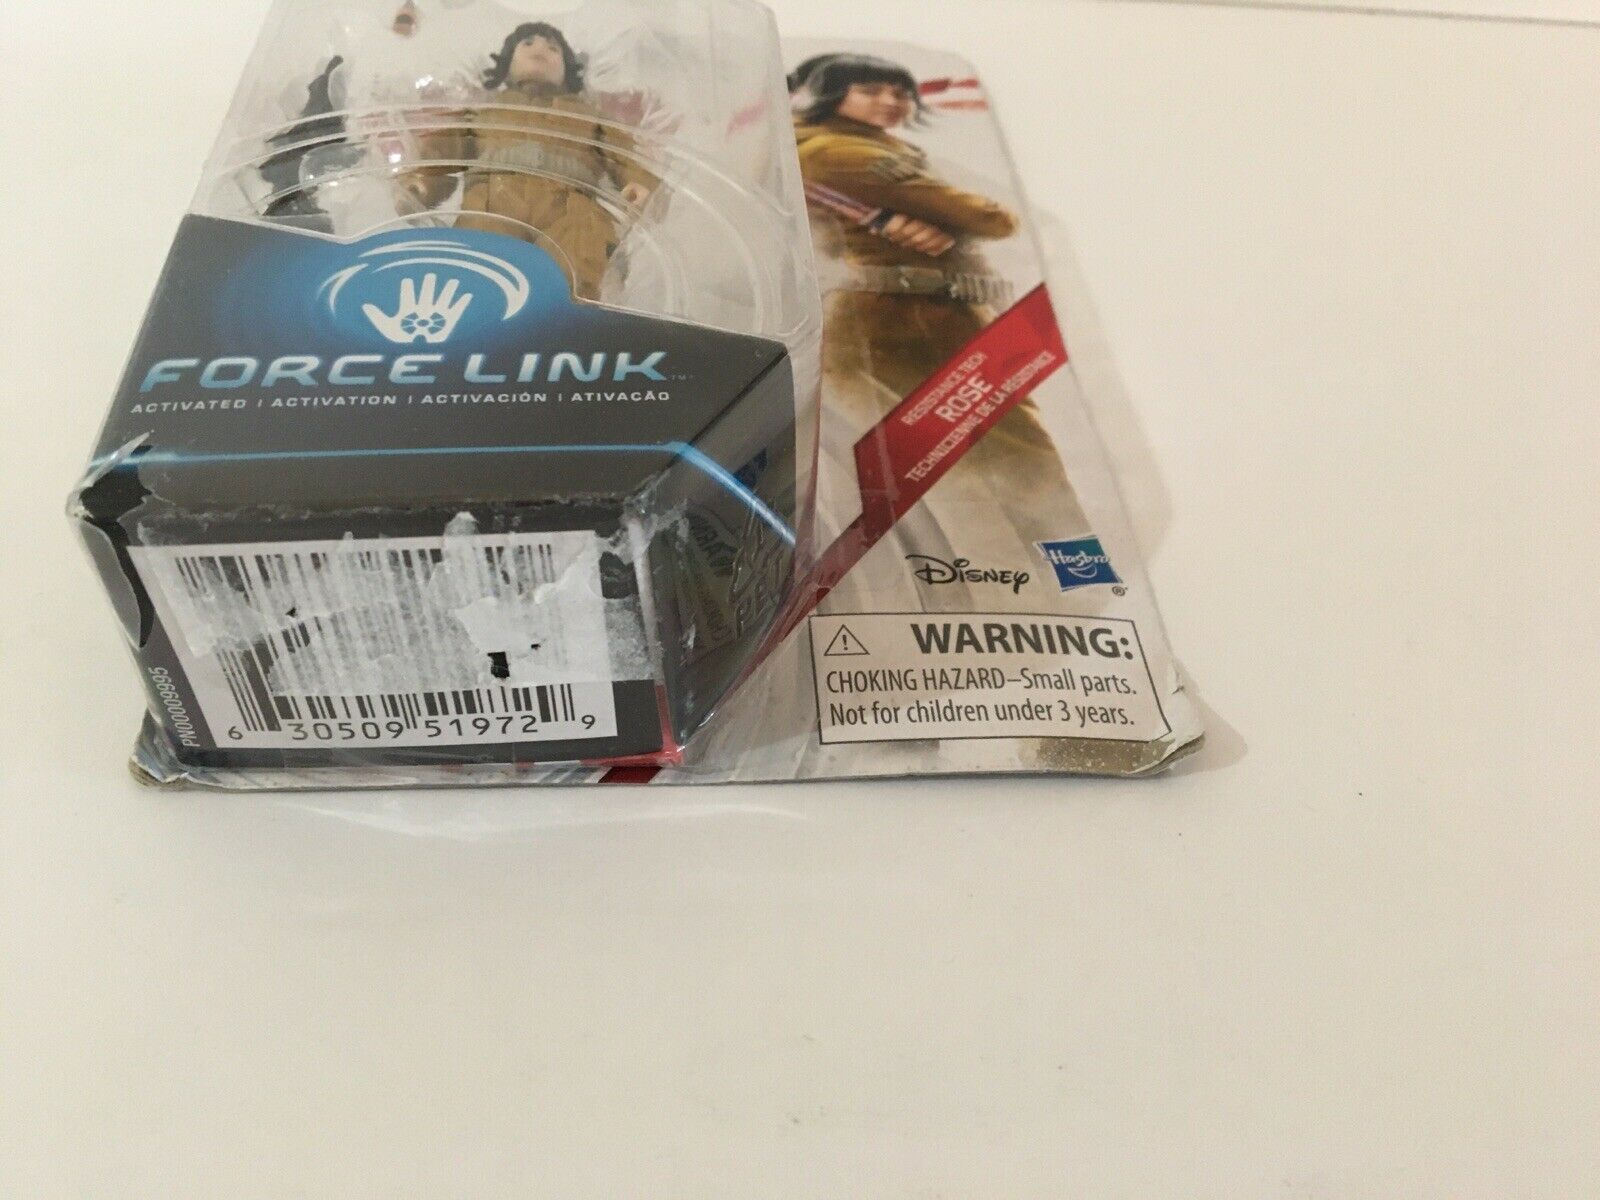 FORCE LINK™
ACTIVATED | ACTIVATION | ACTIVACIÓN | ATIVAÇÃO
RESISTANCE TECH
ROSE
TECHNICIENNE DE LA RÉSISTANCE
Disney
Hasbro
®
WARNING:
CHOKING HAZARD–Small parts.
Not for children under 3 years.
PN00009995
6 30509 51972 9